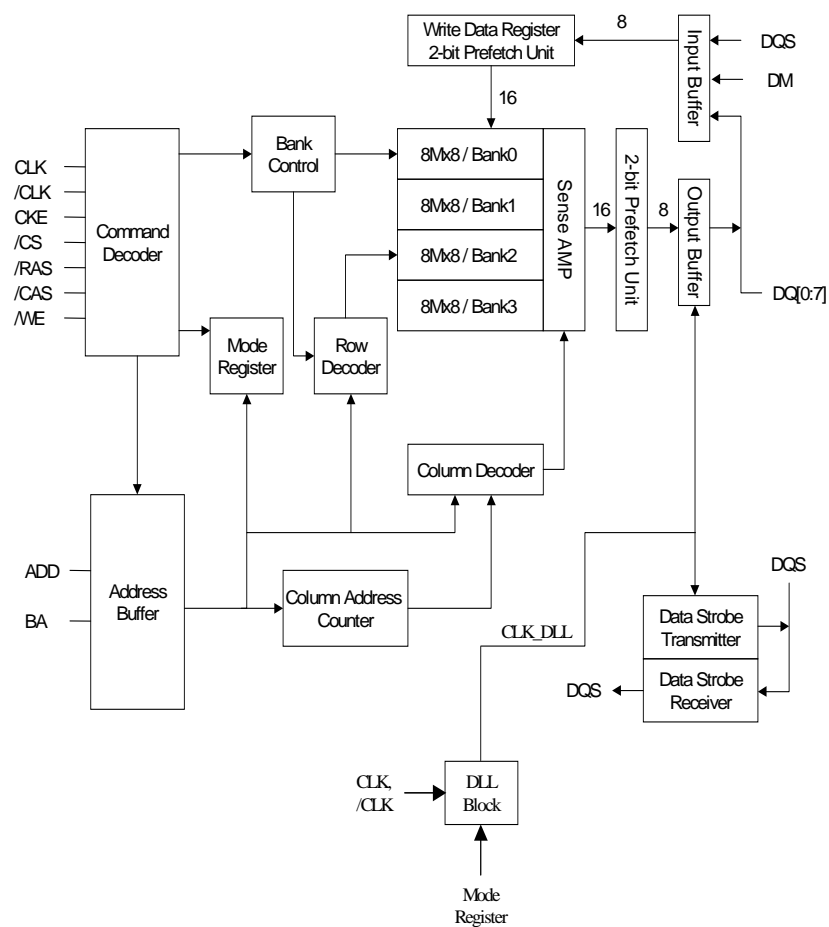 Write Data Register
2-bit Prefetch Unit
8
Input Buffer
DQS
DM
16
CLK
/CLK
CKE
/CS
/RAS
/CAS
/WE
Command
Decoder
Bank
Control
8Mx8 / Bank0
8Mx8 / Bank1
8Mx8 / Bank2
8Mx8 / Bank3
Sense AMP
16
2-bit Prefetch Unit
8
Output Buffer
DQ[0:7]
Mode
Register
Row
Decoder
Column Decoder
ADD
BA
Address
Buffer
Column Address
Counter
CLK_DLL
DQS
Data Strobe
Transmitter
Data Strobe
Receiver
DQS
CLK,
/CLK
DLL
Block
Mode
Register